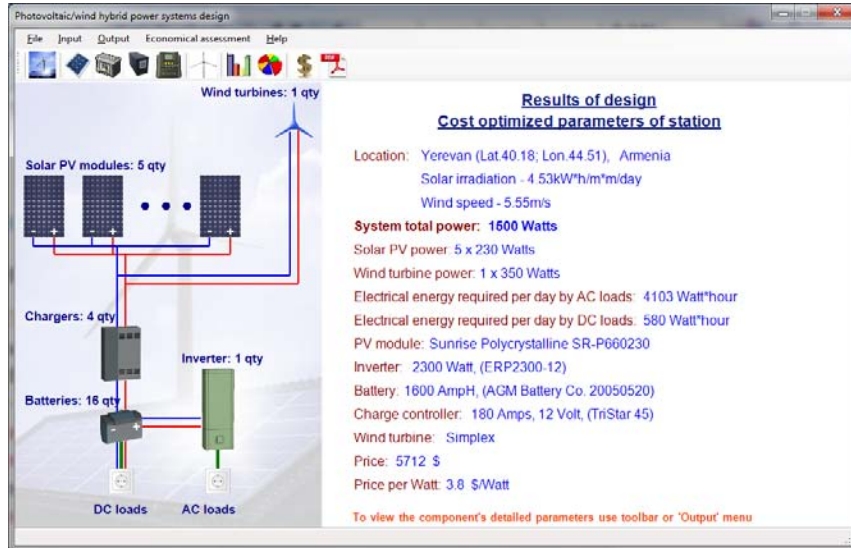 Photovoltaic/wind hybrid power systems design
File Input Output Economical assessment Help
Wind turbines: 1 qty
Solar PV modules: 5 qty
- + - + - +
Chargers: 4 qty
Inverter: 1 qty
Batteries: 16 qty
- +
DC loads AC loads
Results of design
Cost optimized parameters of station
Location: Yerevan (Lat.40.18; Lon.44.51), Armenia
Solar irradiation - 4 53kW*h/m*m/day
Wind speed - 5.55m/s
System total power: 1500 Watts
Solar PV power: 5 x 230 Watts
Wind turbine power: 1 x 350 Watts
Electrical energy required per day by AC loads: 4103 Watt*hour
Electrical energy required per day by DC loads: 580 Watt*hour
PV module: Sunrise Polycrystalline SR-P660230
Inverter: 2300 Watt, (ERP2300-12)
Battery: 1600 AmpH, (AGM Battery Co. 20050520)
Charge controller: 180 Amps, 12 Volt, (TriStar 45)
Wind turbine: Simplex
Price: 5712 $
Price per Watt: 3.8 $/Watt
To view the component's detailed parameters use toolbar or 'Output' menu